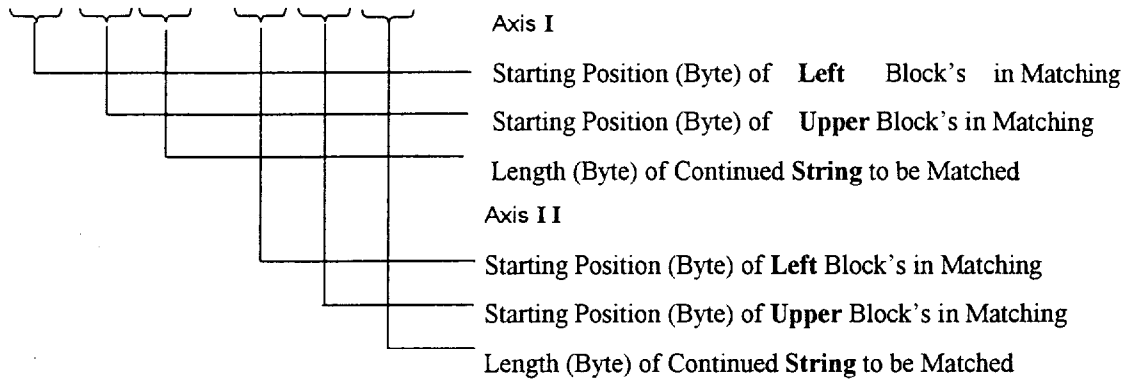 Axis I
Starting Position (Byte) of Left Block's in Matching
Starting Position (Byte) of Upper Block's in Matching
Length (Byte) of Continued String to be Matched
Axis II
Starting Position (Byte) of Left Block's in Matching
Starting Position (Byte) of Upper Block's in Matching
Length (Byte) of Continued String to be Matched